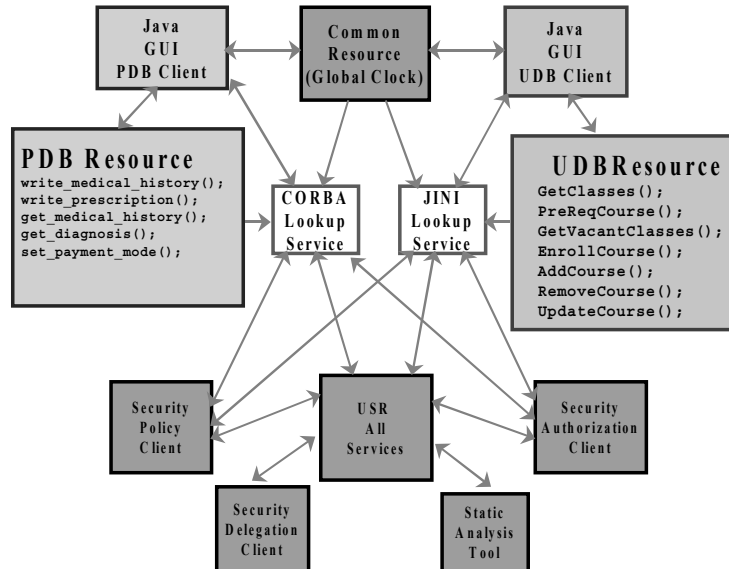 Java
GUI
PDB Client
Common
Resource
(Global Clock)
Java
GUI
UDB Client
PDB Resource
write_medical_history();
write_prescription();
get_medical_history();
get_diagnosis();
set_payment_mode();
CORBA
Lookup
Service
JINI
Lookup
Service
UDBResource
GetClasses();
PreReqCourse();
GetVacantClasses();
EnrollCourse();
AddCourse();
RemoveCourse();
UpdateCourse();
Security
Policy
Client
USR
All
Services
Security
Authorization
Client
Security
Delegation
Client
Static
Analysis
Tool